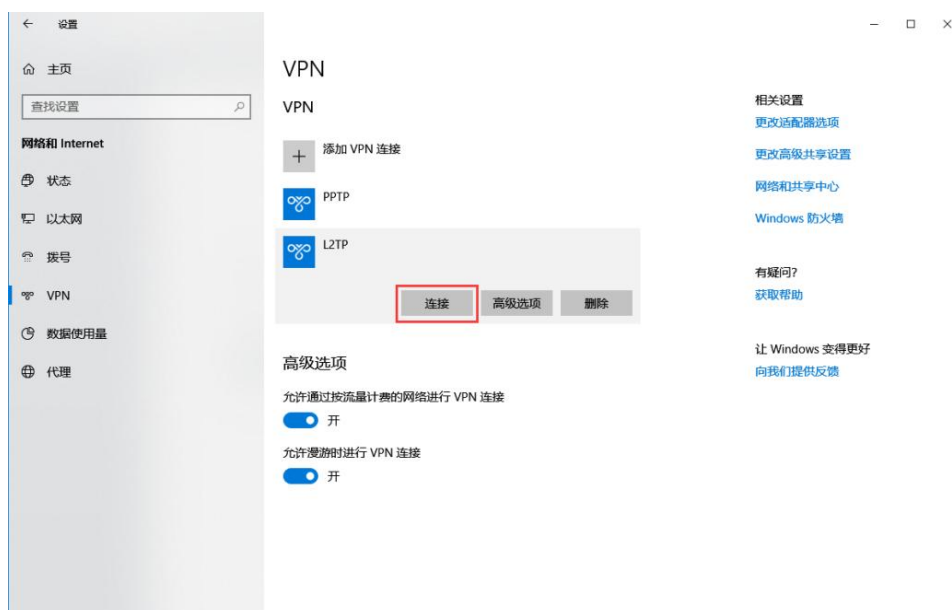 设置
主页
查找设置
网络和 Internet
状态
以太网
拨号
VPN
数据使用量
代理
VPN
VPN
添加 VPN 连接
PPTP
L2TP
连接 高级选项 删除
高级选项
允许通过按流量计费的网络进行 VPN 连接
开
允许漫游时进行 VPN 连接
开
相关设置
更改适配器选项
更改高级共享设置
网络和共享中心
Windows 防火墙
有疑问?
获取帮助
让 Windows 变得更好
向我们提供反馈